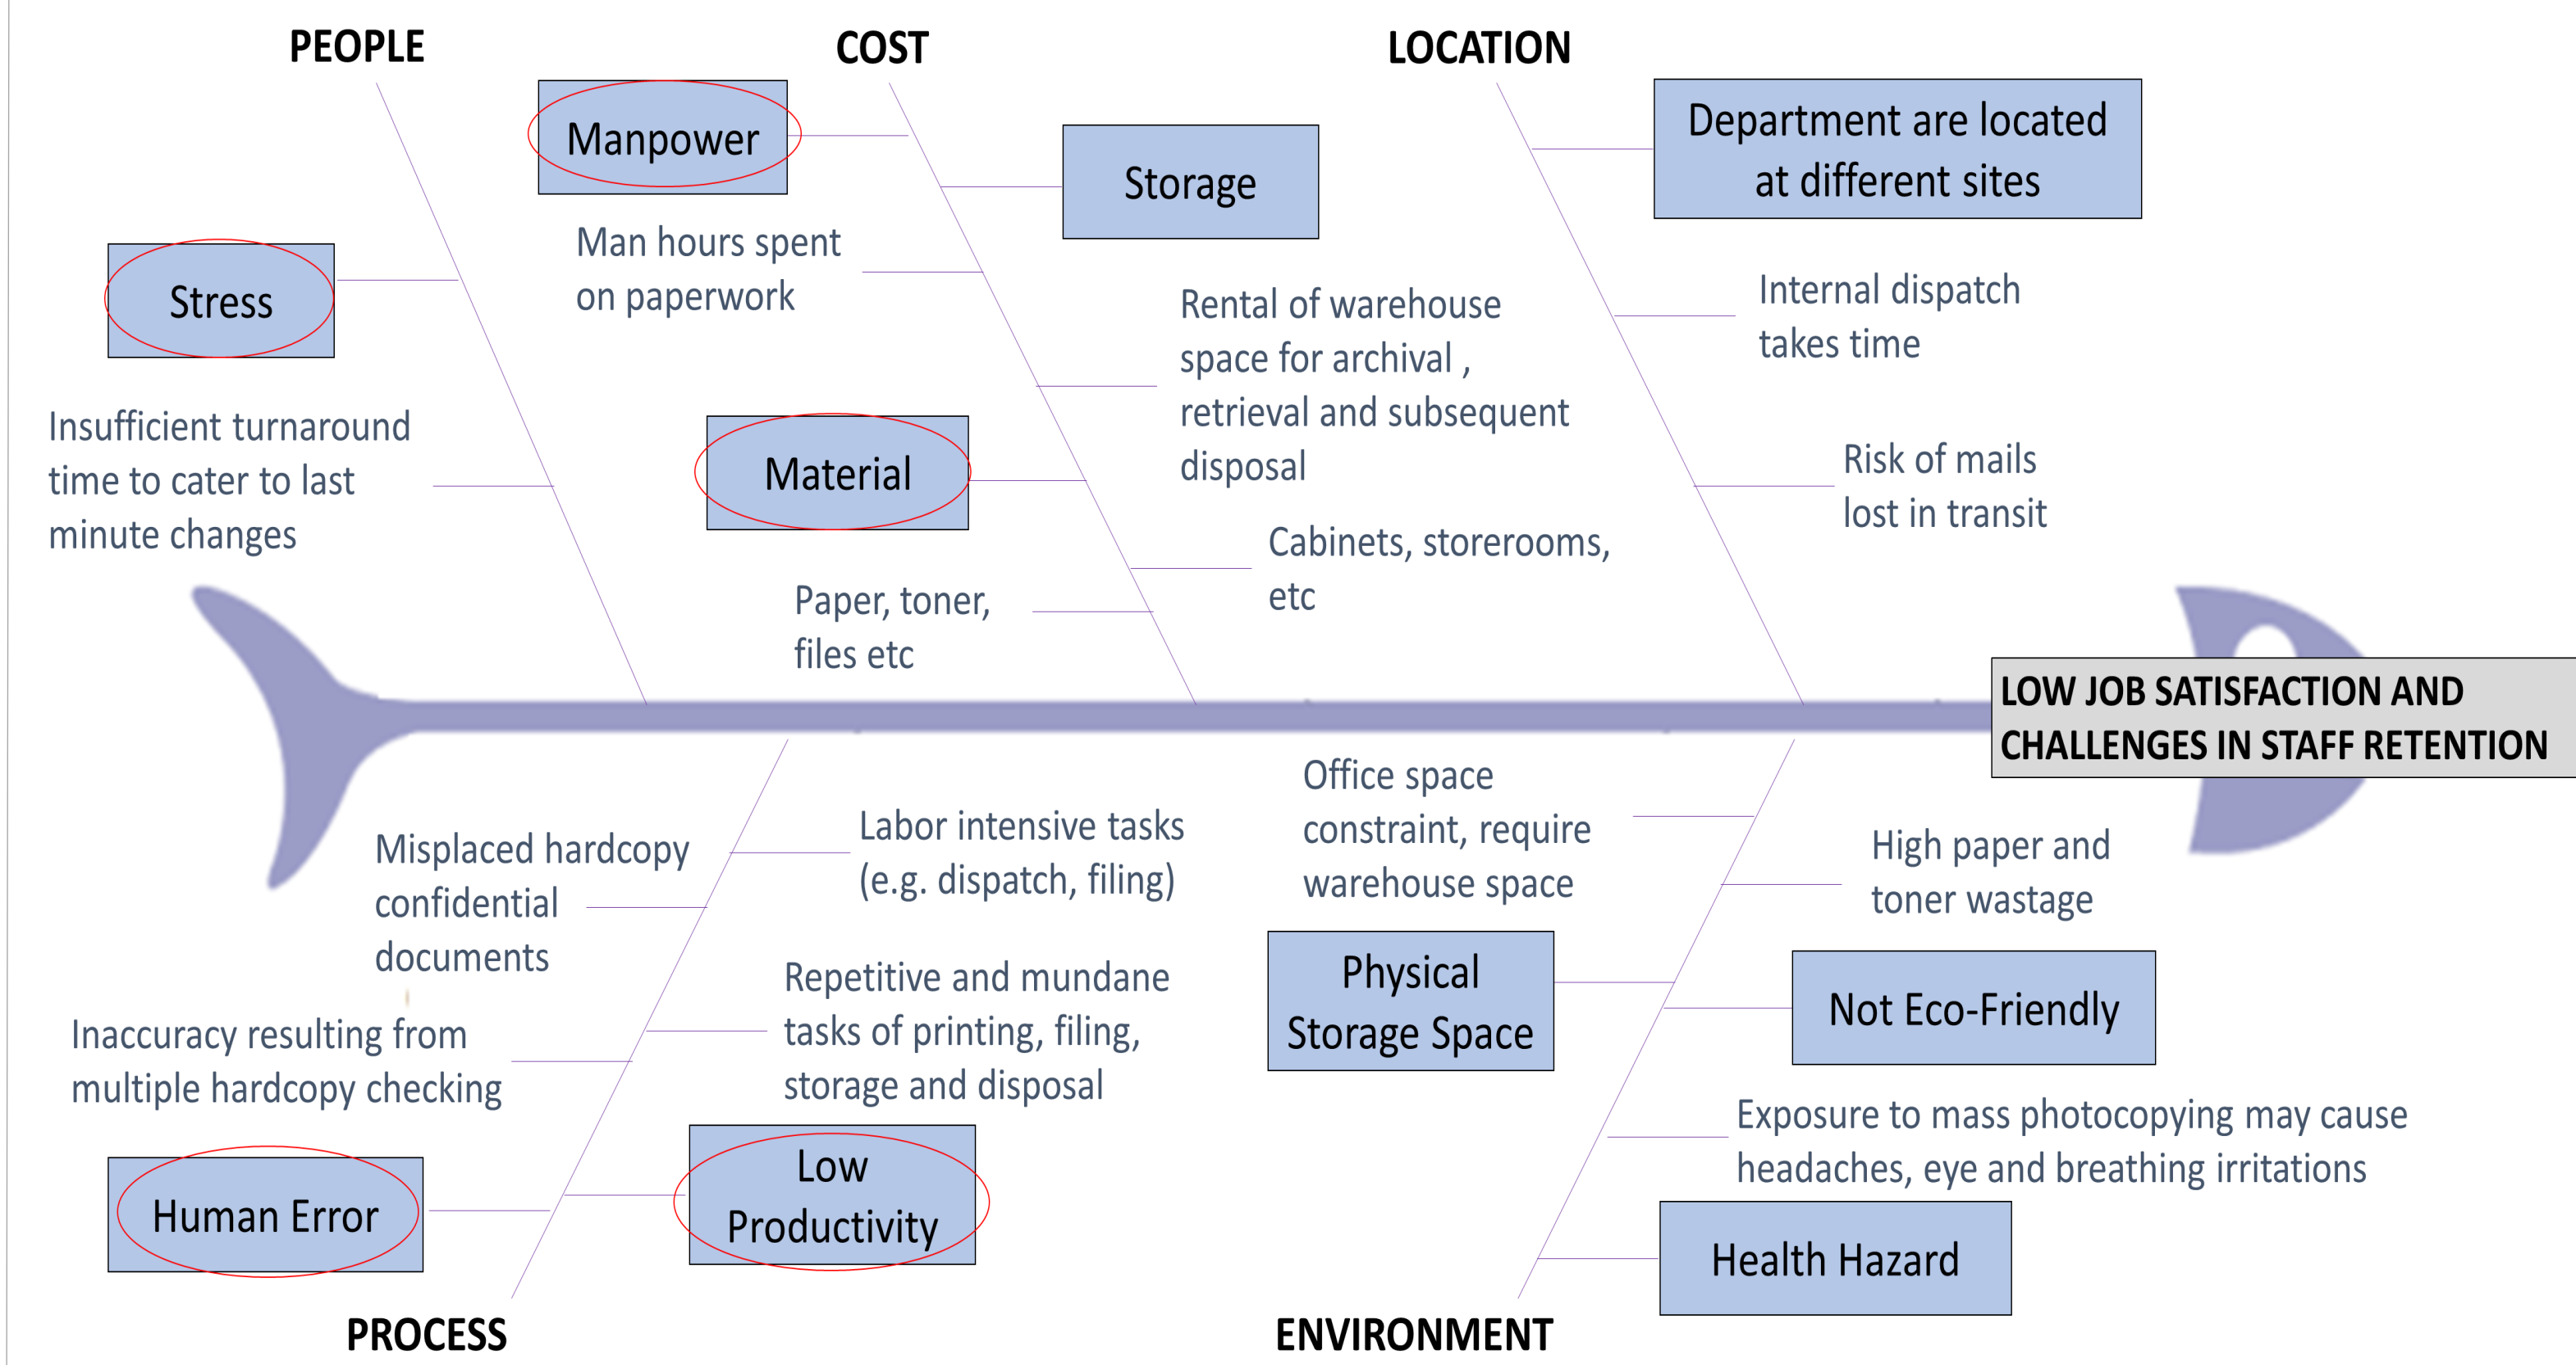 PEOPLE
COST
LOCATION
Stress
Insufficient turnaround
time to cater to last
minute changes
Manpower
Man hours spent
on paperwork
Material
Paper, toner,
files etc
Storage
Rental of warehouse
space for archival ,
retrieval and subsequent
disposal
Cabinets, storerooms,
etc
Department are located
at different sites
Internal dispatch
takes time
Risk of mails
lost in transit
LOW JOB SATISFACTION AND
CHALLENGES IN STAFF RETENTION
Misplaced hardcopy
confidential
documents
Inaccuracy resulting from
multiple hardcopy checking
Human Error
Labor intensive tasks
(e.g. dispatch, filing)
Repetitive and mundane
tasks of printing, filing,
storage and disposal
Low
Productivity
Office space
constraint, require
warehouse space
Physical
Storage Space
High paper and
toner wastage
Not Eco-Friendly
Exposure to mass photocopying may cause
headaches, eye and breathing irritations
Health Hazard
PROCESS
ENVIRONMENT